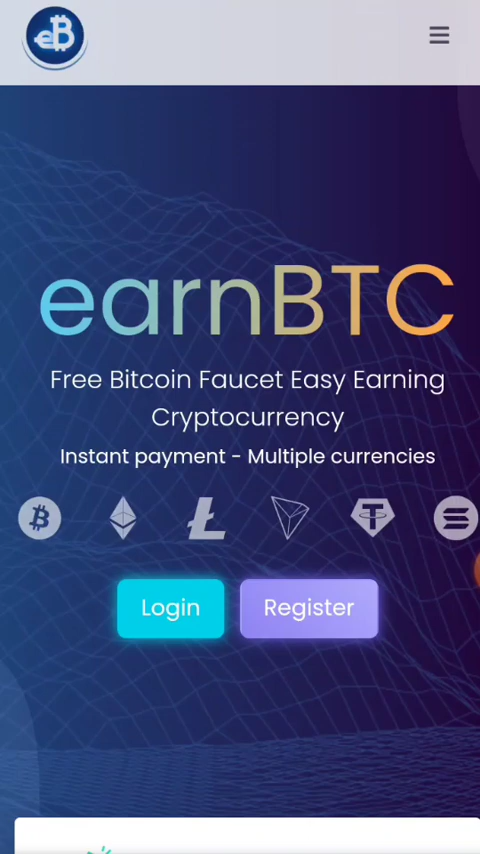 eB
earnBTC
Free Bitcoin Faucet Easy Earning
Cryptocurrency
Instant payment - Multiple currencies
Login
Register